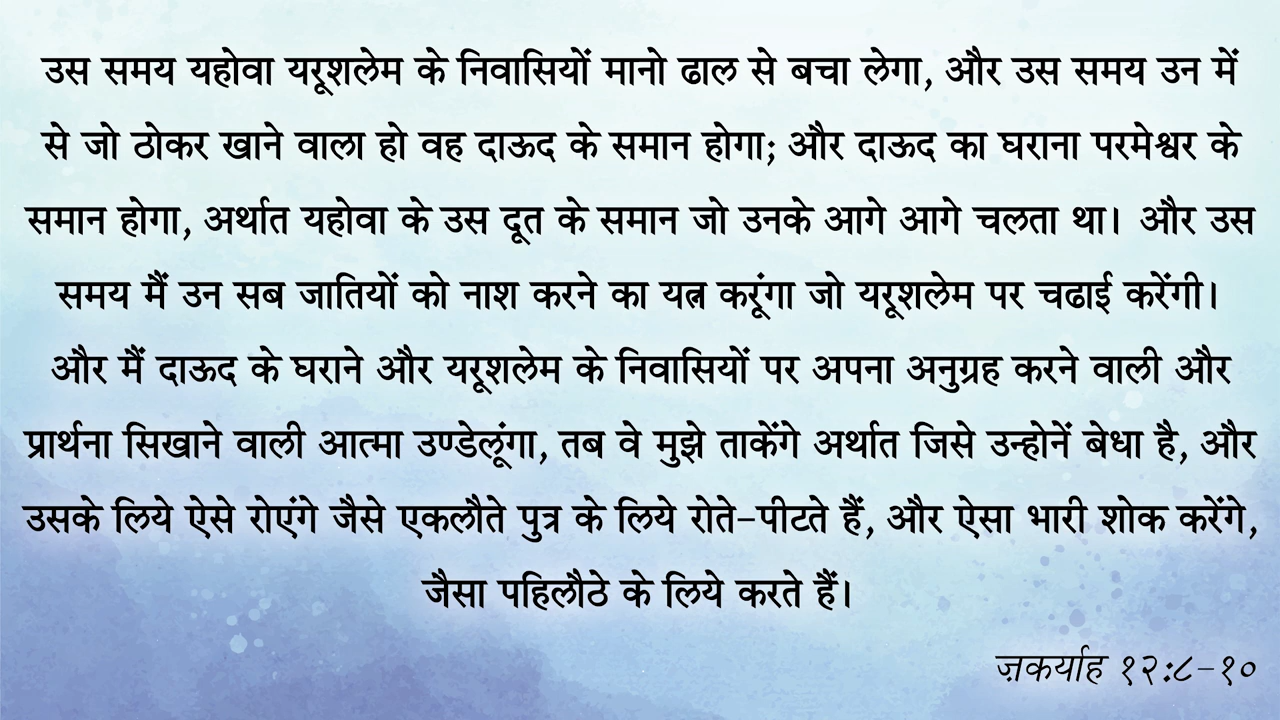 उस समय यहोवा यरूशलेम के निवासियों मानो ढाल से बचा लेगा, और उस समय उन में
से जो ठोकर खाने वाला हो वह दाऊद के समान होगा; और दाऊद का घराना परमेश्वर के
समान होगा, अर्थात यहोवा के उस दूत के समान जो उनके आगे आगे चलता था। और उस
समय मैं उन सब जातियों को नाश करने का यत्न करूंगा जो यरूशलेम पर चढाई करेंगी।
और मैं दाऊद के घराने और यरूशलेम के निवासियों पर अपना अनुग्रह करने वाली और
प्रार्थना सिखाने वाली आत्मा उण्डेलूंगा, तब वे मुझे ताकेंगे अर्थात जिसे उन्होनें बेधा है, और
उसके लिये ऐसे रोएंगे जैसे एकलौते पुत्र के लिये रोते-पीटते हैं, और ऐसा भारी शोक करेंगे,
जैसा पहिलौठे के लिये करते हैं।
ज़कर्याह १२:८-१०